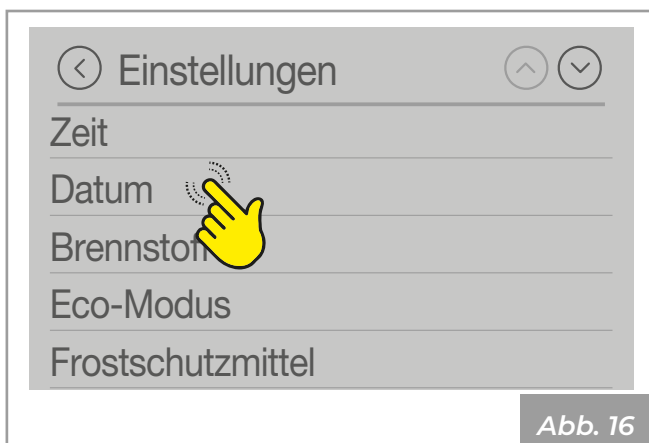 Einstellungen
Zeit
Datum
Brennstoff
Eco-Modus
Frostschutzmittel
Abb. 16